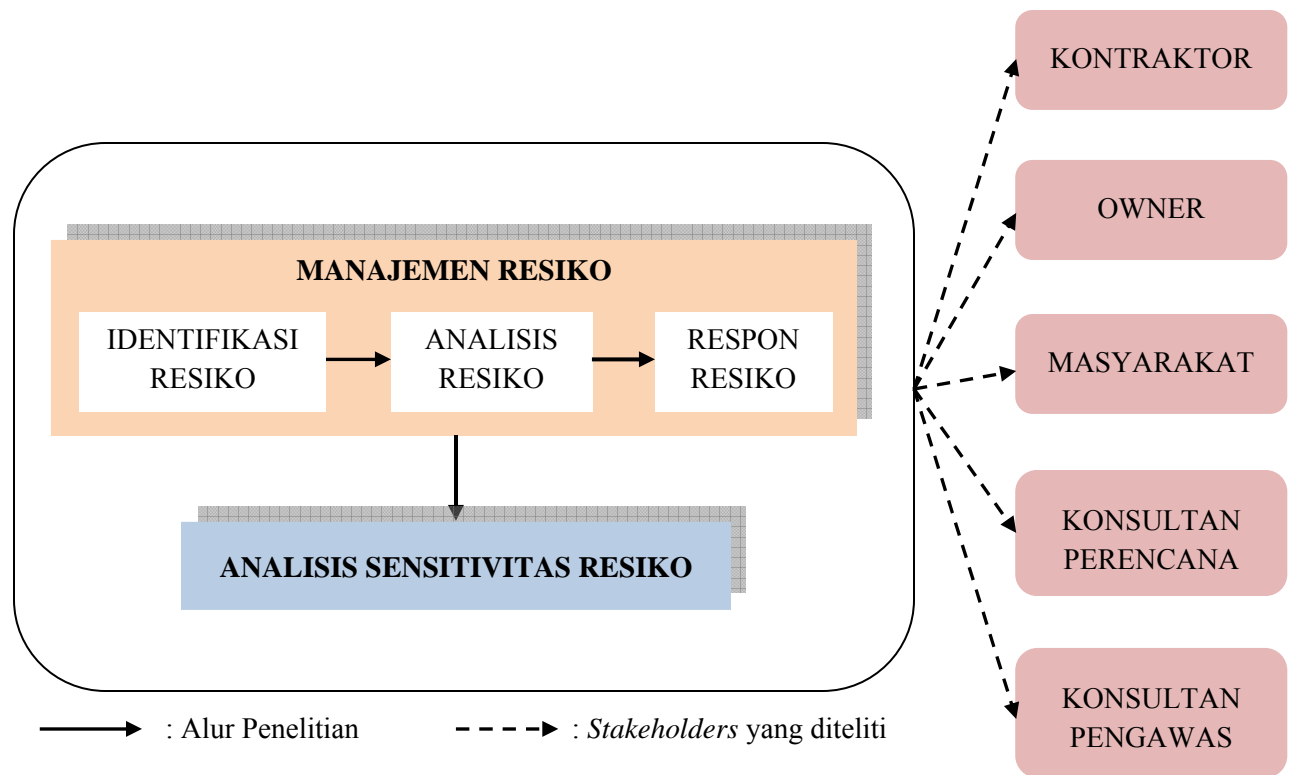 KONTRAKTOR
OWNER
MASYARAKAT
KONSULTAN
PERENCANA
KONSULTAN
PENGAWAS
MANAJEMEN RESIKO
IDENTIFIKASI
RESIKO
ANALISIS
RESIKO
RESPON
RESIKO
ANALISIS SENSITIVITAS RESIKO
: Alur Penelitian
: Stakeholders yang diteliti